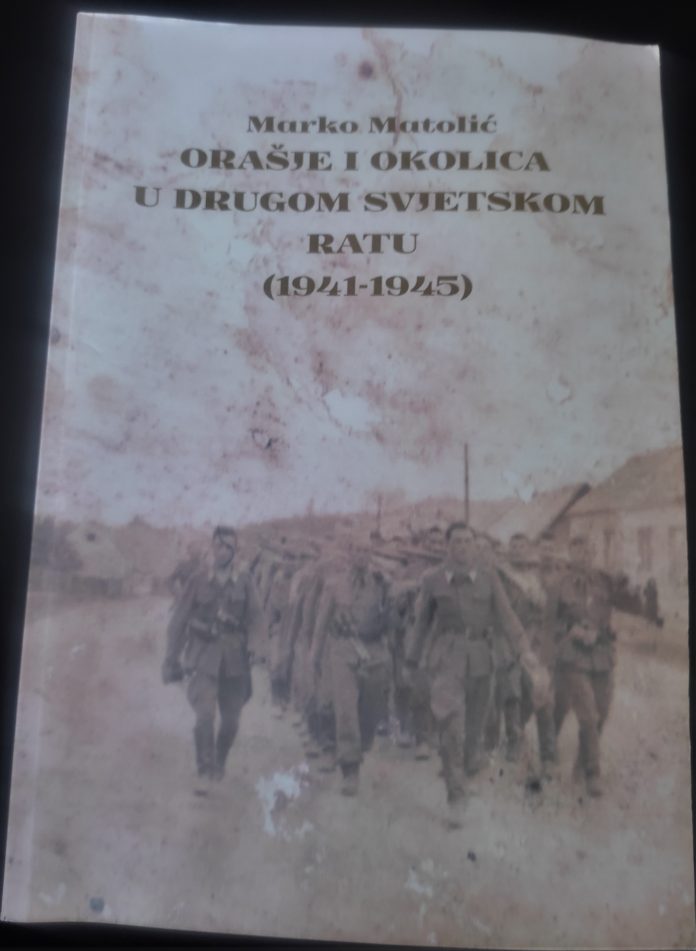 Marko Matolić
ORAŠJE I OKOLICA
U DRUGOM SVJETSKOM
RATU
(1941-1945)